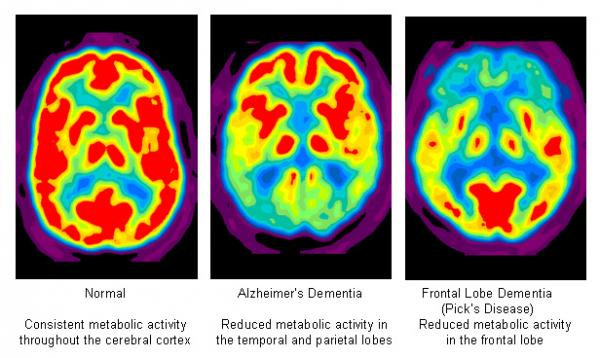 Normal
Consistent metabolic activity
throughout the cerebral cortex
Alzheimer's Dementia
Reduced metabolic activity in
the temporal and parietal lobes
Frontal Lobe Dementia
(Pick's Disease)
Reduced metabolic activity
in the frontal lobe